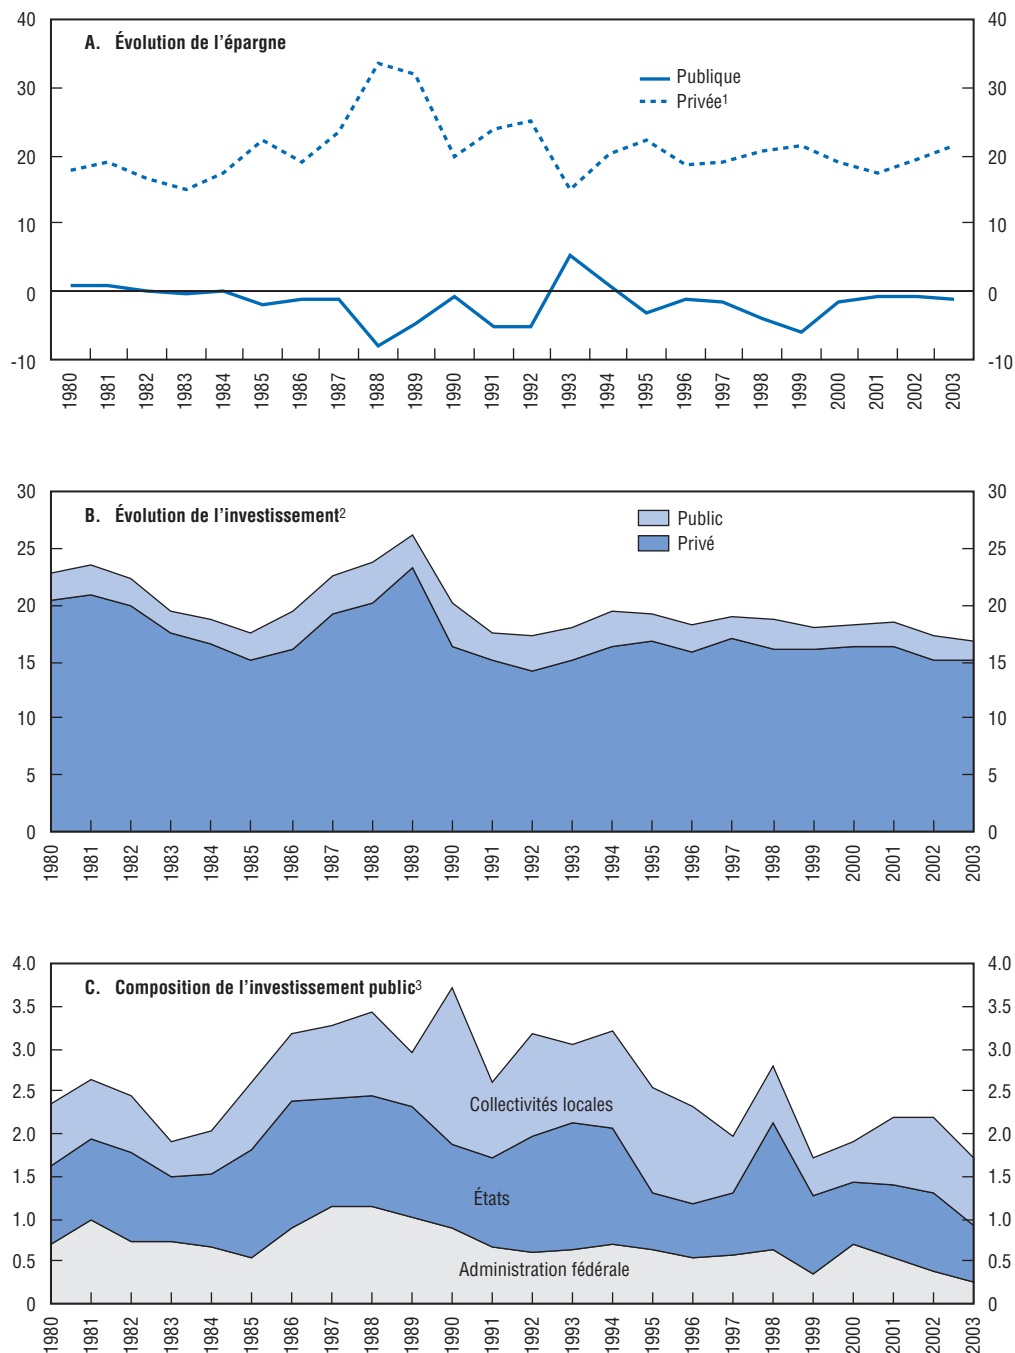 A. Évolution de l'épargne
Publique
Privée1
40 40
30 30
20 20
10 10
0 0
-10 -10
1980 1981 1982 1983 1984 1985 1986 1987 1988 1989 1990 1991 1992 1993 1994 1995 1996 1997 1998 1999 2000 2001 2002 2003
B. Évolution de l'investissement2
Public
Privé
30 30
25 25
20 20
15 15
10 10
5 5
0 0
1980 1981 1982 1983 1984 1985 1986 1987 1988 1989 1990 1991 1992 1993 1994 1995 1996 1997 1998 1999 2000 2001 2002 2003
C. Composition de l'investissement public3
4.0 4.0
3.5 3.5
3.0 3.0
2.5 2.5
Collectivités locales
2.0 2.0
1.5 1.5
États
1.0 1.0
0.5 0.5
Administration fédérale
0 0
1980 1981 1982 1983 1984 1985 1986 1987 1988 1989 1990 1991 1992 1993 1994 1995 1996 1997 1998 1999 2000 2001 2002 2003